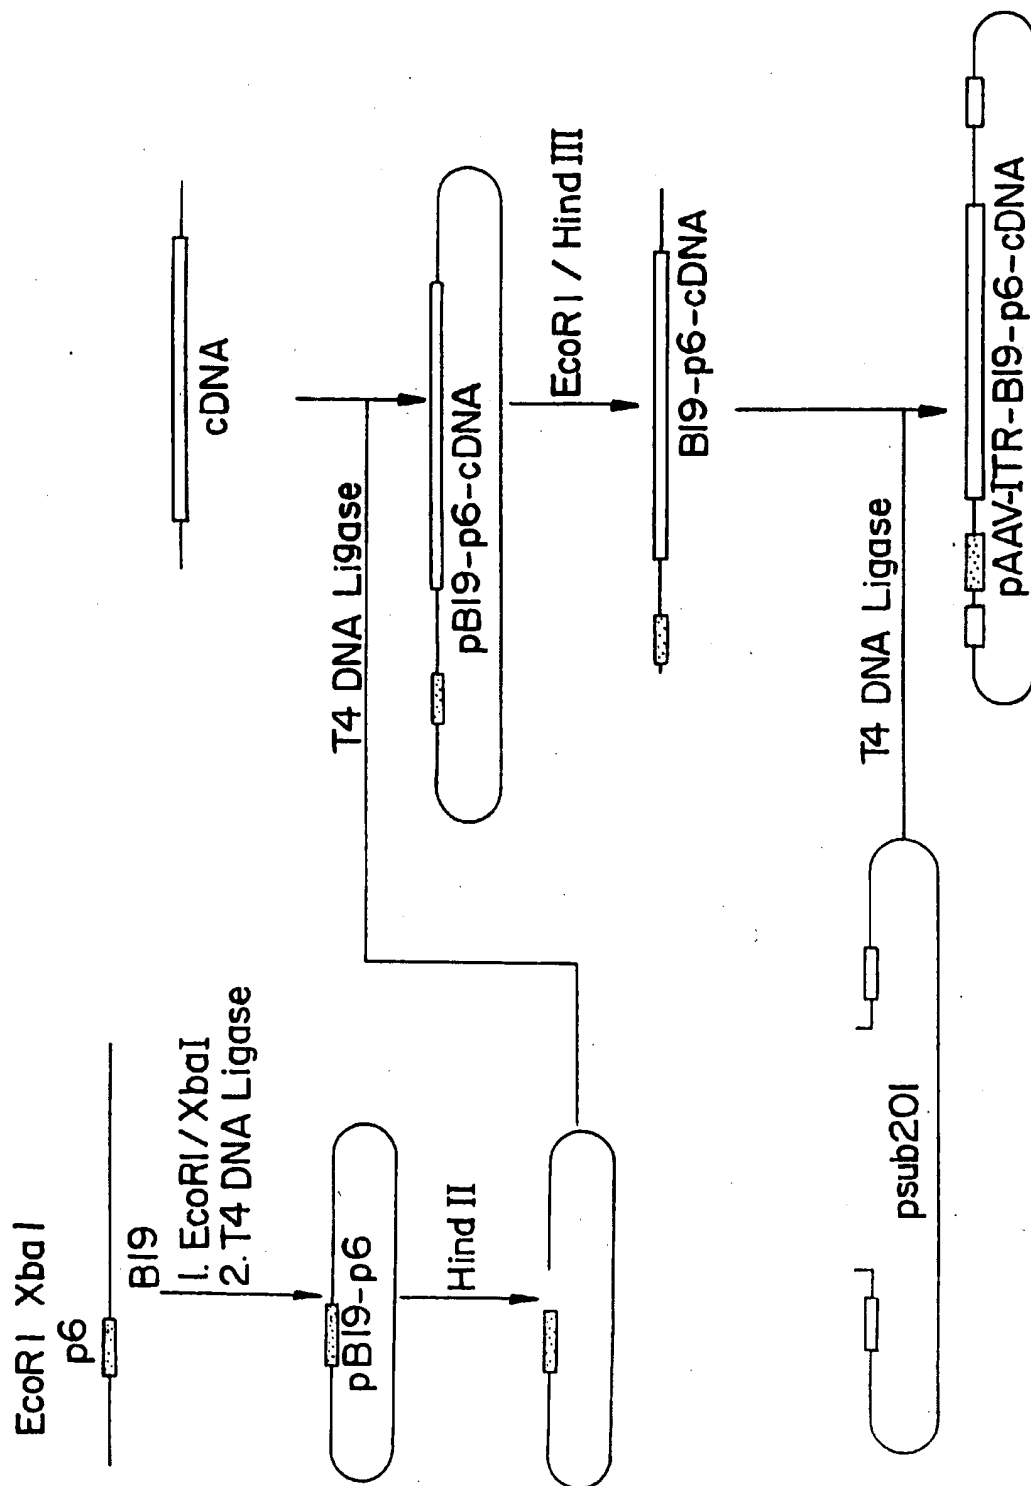 EcoRI XbaI
p6
B19
1. EcoRI/XbaI
2. T4 DNA Ligase
pB19-p6
Hind II
cDNA
T4 DNA Ligase
pB19-p6-cDNA
EcoRI / Hind III
B19-p6-cDNA
psub201
T4 DNA Ligase
pAAV-ITR-B19-p6-cDNA